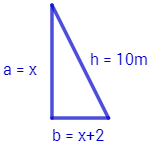 a = x
h = 10m
b = x+2